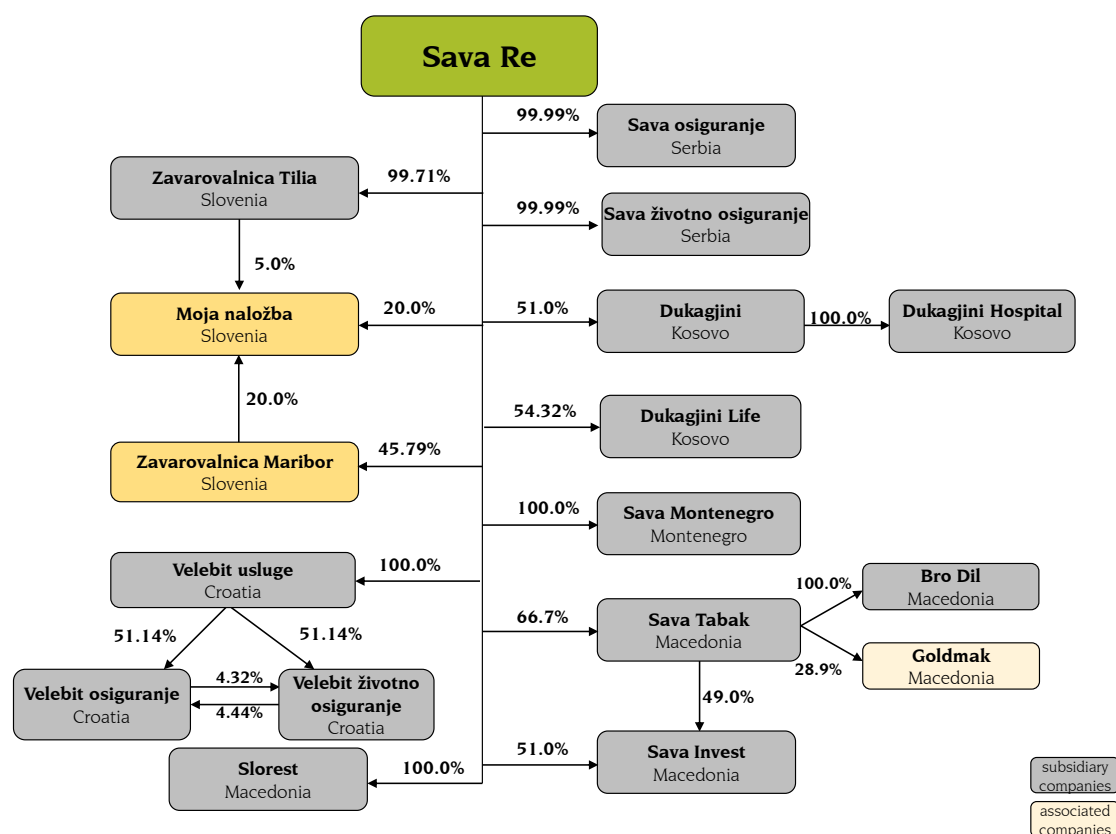 Sava Re
99.99%
Sava osiguranje
Serbia
Zavarovalnica Tilia
Slovenia
99.71%
99.99%
Sava životno osiguranje
Serbia
5.0%
Moja naložba
Slovenia
20.0%
51.0%
Dukagjini
Kosovo
100.0%
Dukagjini Hospital
Kosovo
20.0%
54.32%
Dukagjini Life
Kosovo
Zavarovalnica Maribor
Slovenia
45.79%
100.0%
Sava Montenegro
Montenegro
Velebit usluge
Croatia
100.0%
66.7%
Sava Tabak
Macedonia
100.0%
Bro Dil
Macedonia
28.9%
Goldmak
Macedonia
51.14%
51.14%
Velebit osiguranje
Croatia
4.32%
4.44%
Velebit životno
osiguranje
Croatia
49.0%
51.0%
Sava Invest
Macedonia
Slorest
Macedonia
100.0%
subsidiary
companies
associated
companies